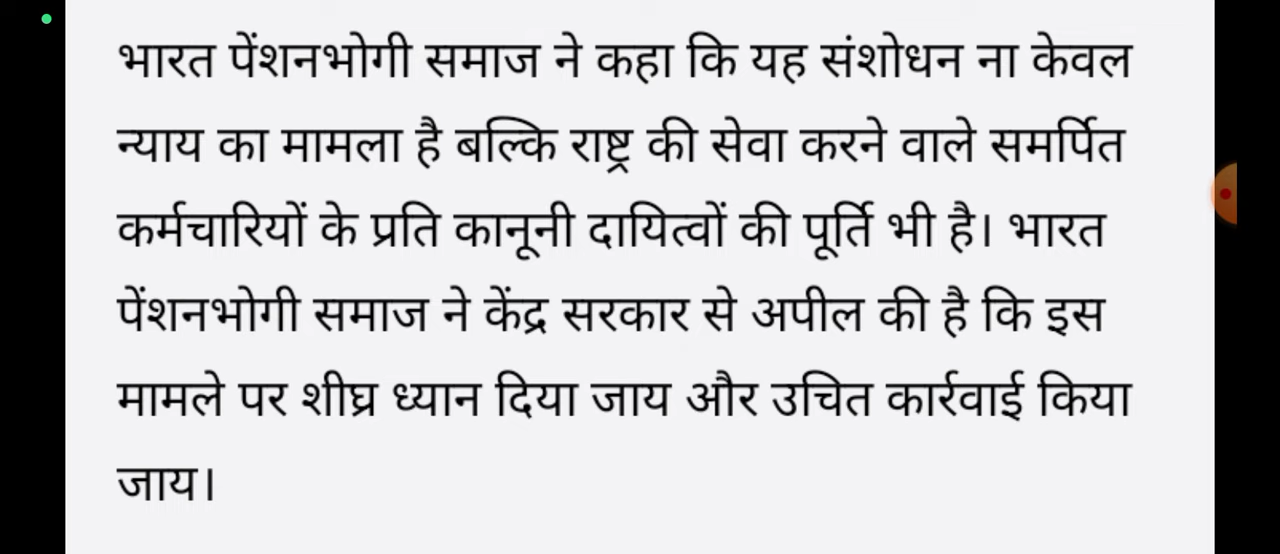 भारत पेंशनभोगी समाज ने कहा कि यह संशोधन ना केवल
न्याय का मामला है बल्कि राष्ट्र की सेवा करने वाले समर्पित
कर्मचारियों के प्रति कानूनी दायित्वों की पूर्ति भी है। भारत
पेंशनभोगी समाज ने केंद्र सरकार से अपील की है कि इस
मामले पर शीघ्र ध्यान दिया जाय और उचित कार्रवाई किया
जाय।